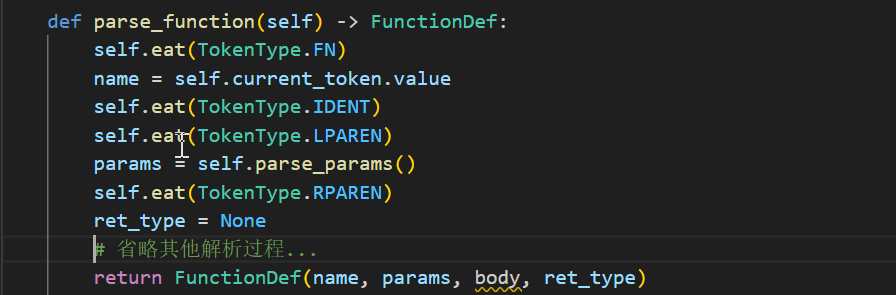 def parse_function(self) -> FunctionDef:
self.eat(TokenType.FN)
name = self.current_token.value
self.eat(TokenType.IDENT)
self.eat(TokenType.LPAREN)
params = self.parse_params()
self.eat(TokenType.RPAREN)
ret_type = None
# 省略其他解析过程...
return FunctionDef(name, params, body, ret_type)